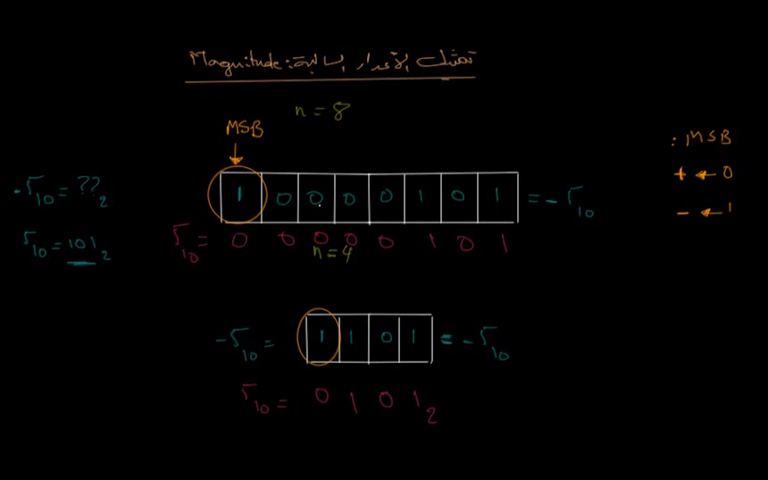 تمثيل الأعداد السالبة: Magnitude
n = 8
MSB
MSB :
0 → +
1 → -
-5₁₀ = ??₂
1 0 0 0 0 1 0 1 = -5₁₀
5₁₀ = 101₂
5₁₀ = 0 0 0 0 0 1 0 1
n = 4
-5₁₀ = 1 1 0 1 = -5₁₀
5₁₀ = 0 1 0 1₂